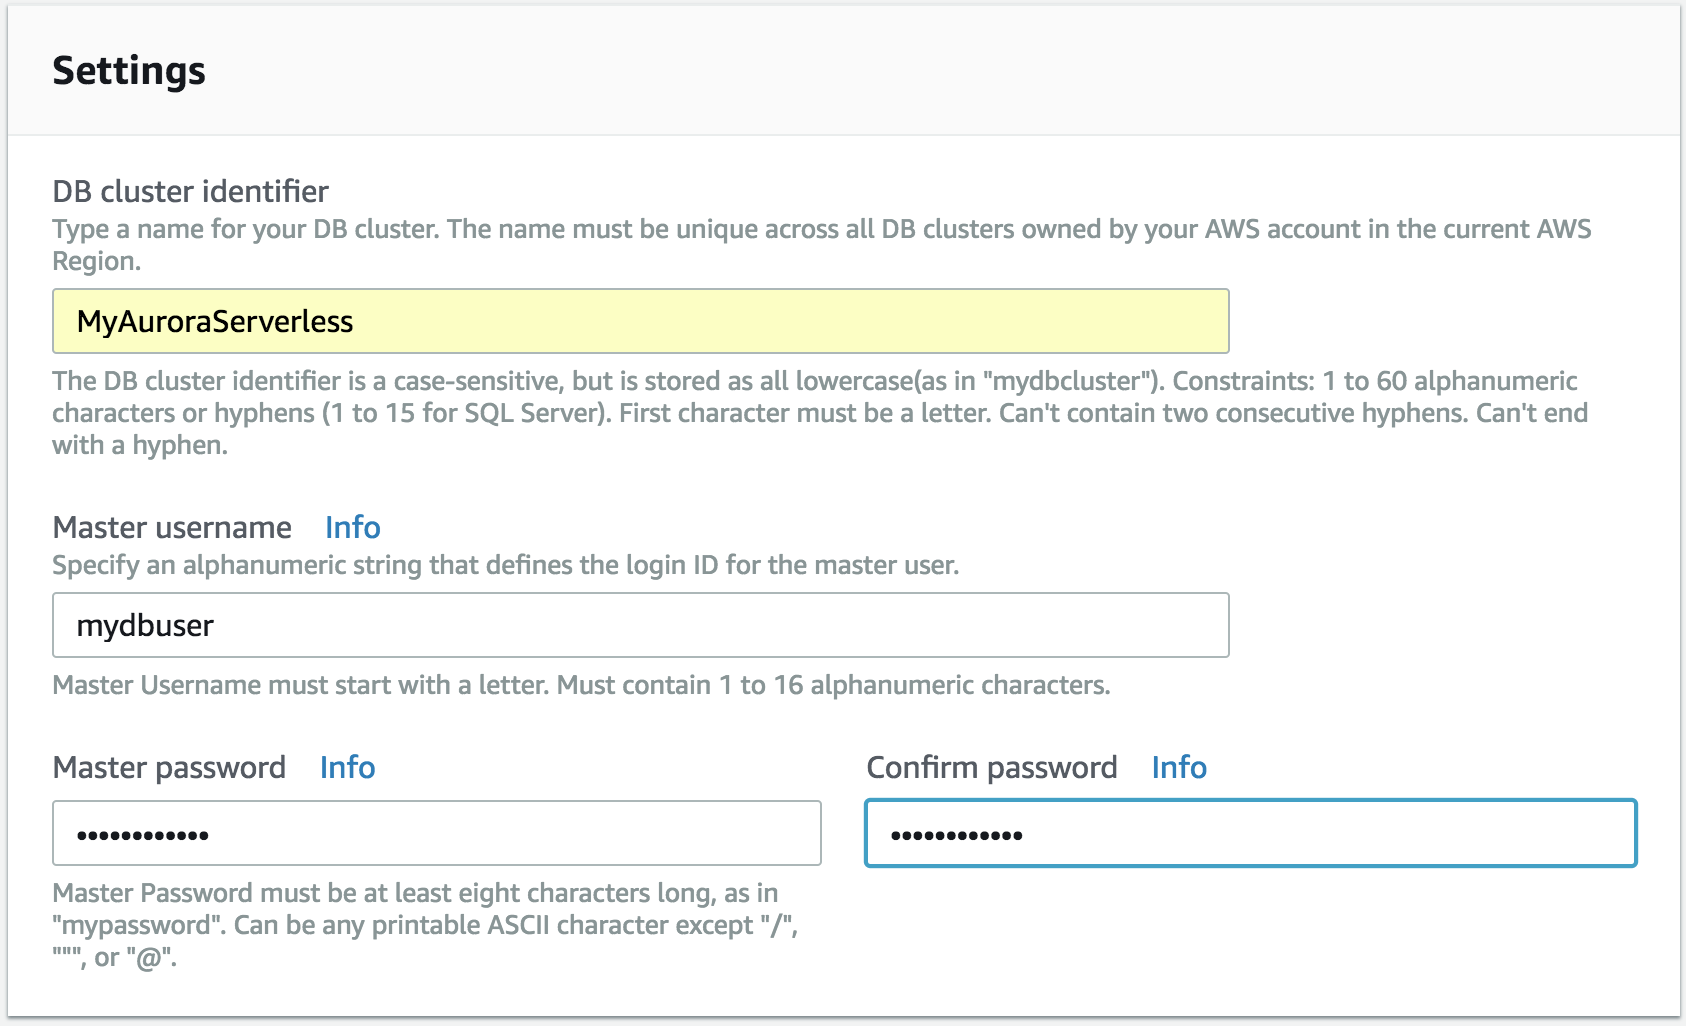 Settings
DB cluster identifier
Type a name for your DB cluster. The name must be unique across all DB clusters owned by your AWS account in the current AWS
Region.
MyAuroraServerless
The DB cluster identifier is a case-sensitive, but is stored as all lowercase(as in "mydbcluster"). Constraints: 1 to 60 alphanumeric
characters or hyphens (1 to 15 for SQL Server). First character must be a letter. Can't contain two consecutive hyphens. Can't end
with a hyphen.
Master username Info
Specify an alphanumeric string that defines the login ID for the master user.
mydbuser
Master Username must start with a letter. Must contain 1 to 16 alphanumeric characters.
Master password Info
••••••••••••
Master Password must be at least eight characters long, as in
"mypassword". Can be any printable ASCII character except "/",
""", or "@".
Confirm password Info
••••••••••••